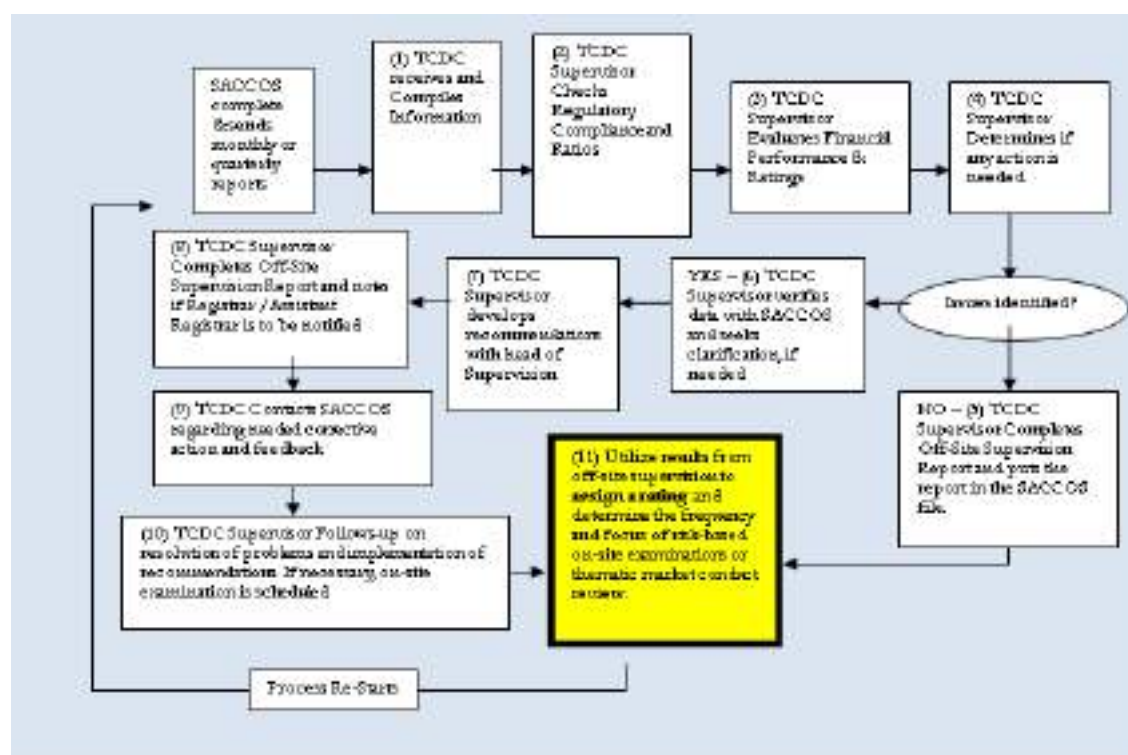 SACCOS
complete
& sends
monthly or
quarterly
reports
(1) TCDC
receives and
Compiles
Information
(2) TCDC
Supervisor
Checks
Regulatory
Compliance and
Ratios
(3) TCDC
Supervisor
Evaluates Financial
Performance &
Ratings
(4) TCDC
Supervisor
Determines if
any action is
needed
Issues identified?
YES – (6) TCDC
Supervisor verifies
data with SACCOS
and seeks
clarification, if
needed
(7) TCDC
Supervisor
develops
recommendations
with head of
Supervision
(8) TCDC Supervisor
Completes Off-Site
Supervision Report and notes
if Registrar / Assistant
Registrar is to be notified
(9) TCDC Contacts SACCOS
regarding needed corrective
action and feedback
(10) TCDC Supervisor Follows-up on
resolution of problems and implementation of
recommendations. If necessary, on-site
examination is scheduled
NO – (5) TCDC
Supervisor Completes
Off-Site Supervision
Report and puts the
report in the SACCOS
file.
(11) Utilize results from
off-site supervision to
assign a rating and
determine the frequency
and focus of risk-based
on-site examinations or
thematic market conduct
review.
Process Re-Starts